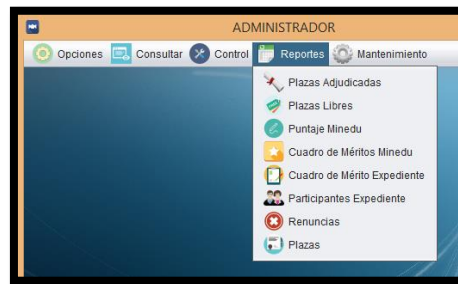 ADMINISTRADOR
Opciones Consultar Control Reportes Mantenimiento
Plazas Adjudicadas
Plazas Libres
Puntaje Minedu
Cuadro de Méritos Minedu
Cuadro de Mérito Expediente
Participantes Expediente
Renuncias
Plazas